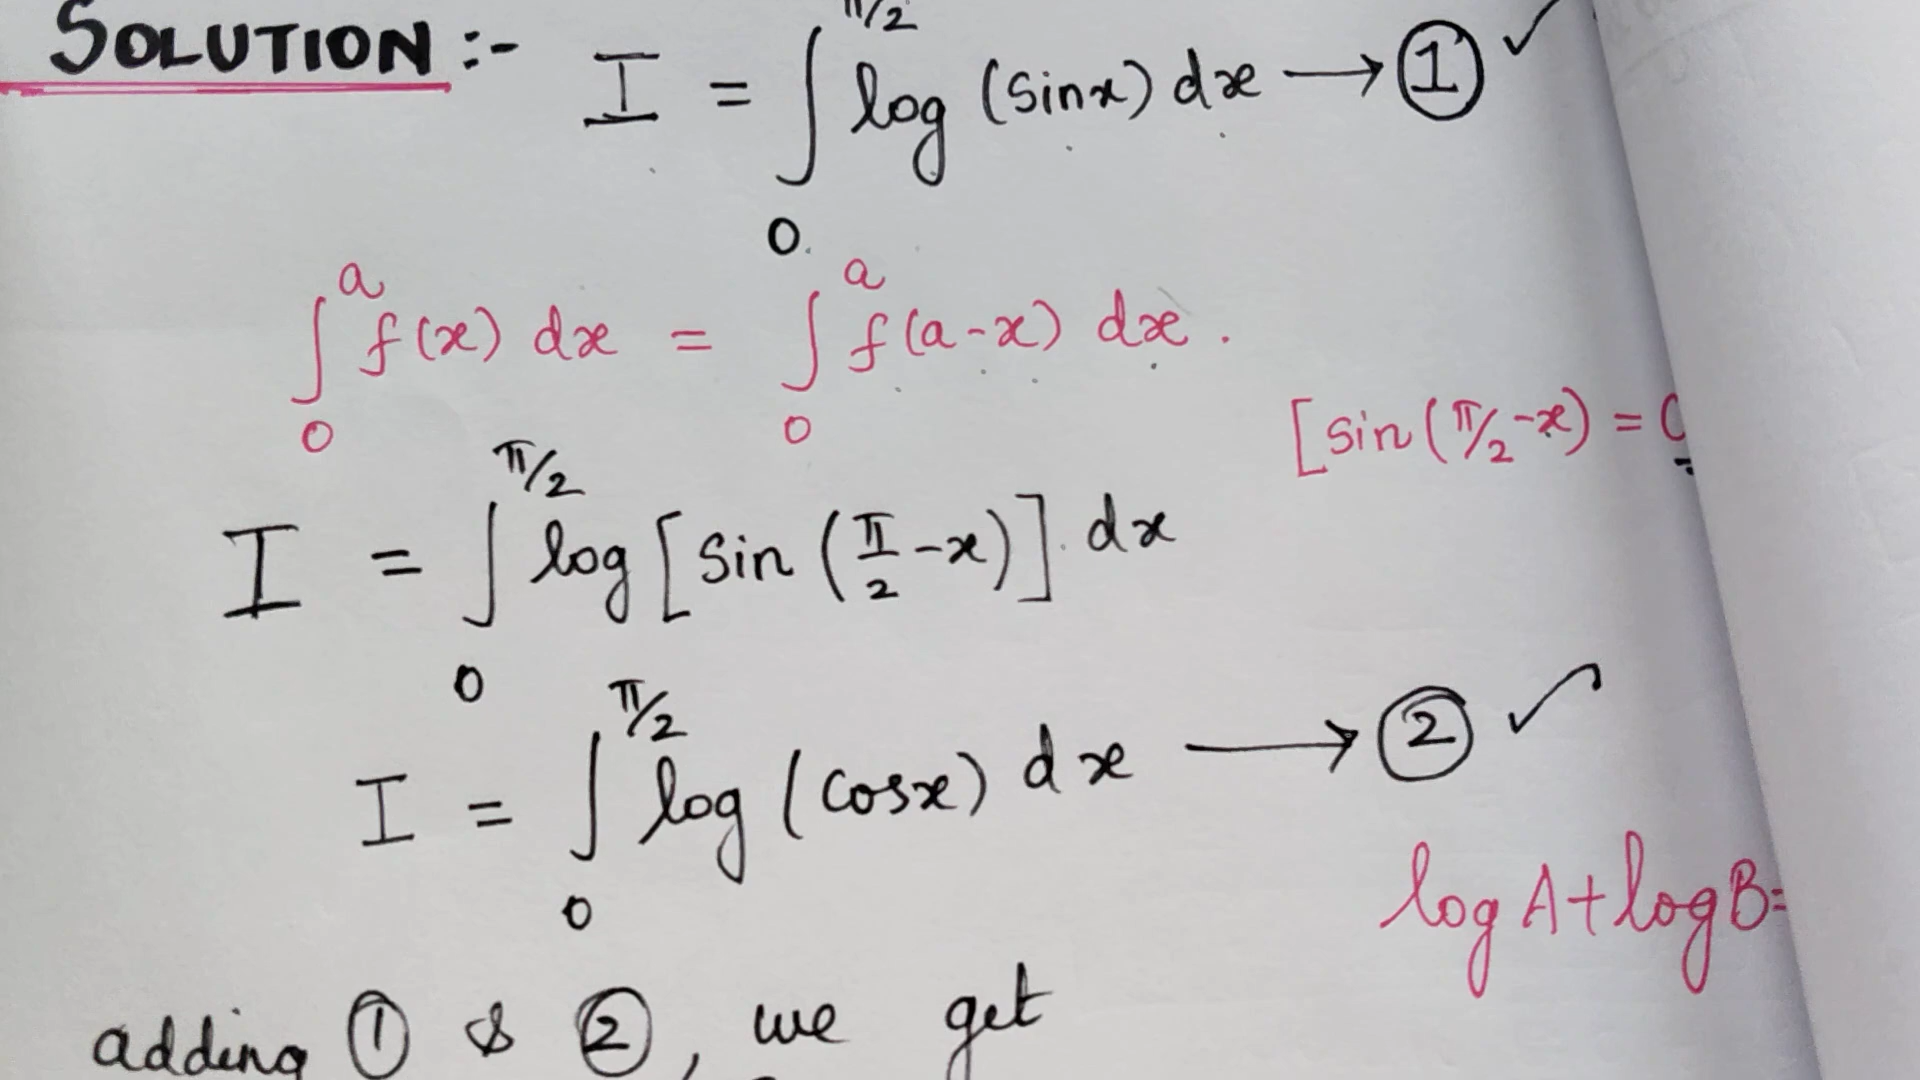 SOLUTION :- I = ∫₀^(π/2) log (sinx) dx → ① ✓
∫₀^a f(x) dx = ∫₀^a f(a-x) dx.
[sin(π/2-x) =
I = ∫₀^(π/2) log [sin (π/2 -x)] dx
I = ∫₀^(π/2) log (cosx) dx → ② ✓
log A + log B =
adding ① & ②, we get